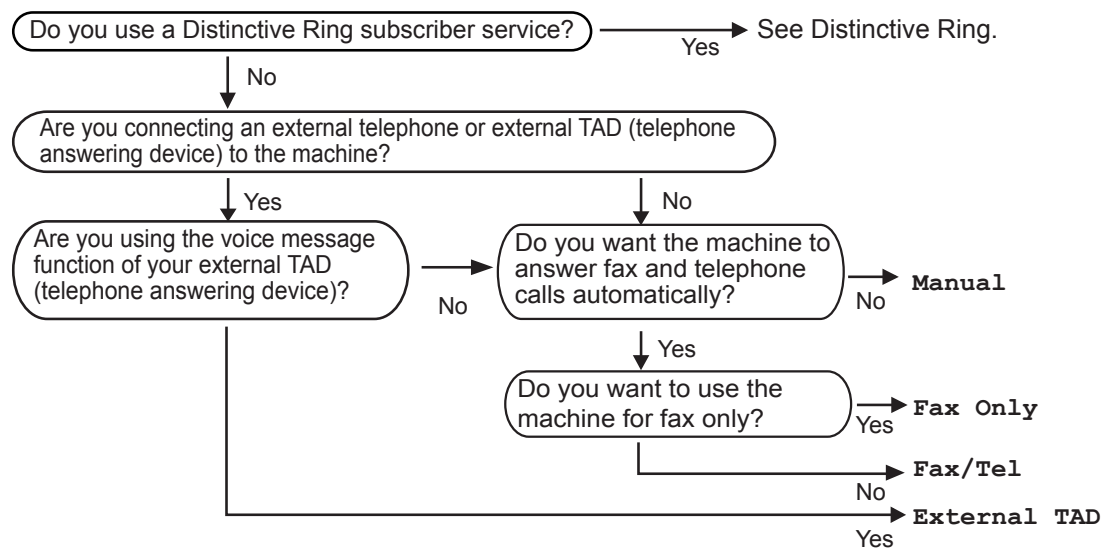 Do you use a Distinctive Ring subscriber service?
Yes
See Distinctive Ring.
No
Are you connecting an external telephone or external TAD (telephone
answering device) to the machine?
Yes
No
Are you using the voice message
function of your external TAD
(telephone answering device)?
No
Do you want the machine to
answer fax and telephone
calls automatically?
No
Manual
Yes
Do you want to use the
machine for fax only?
Yes
Fax Only
No
Fax/Tel
Yes
External TAD